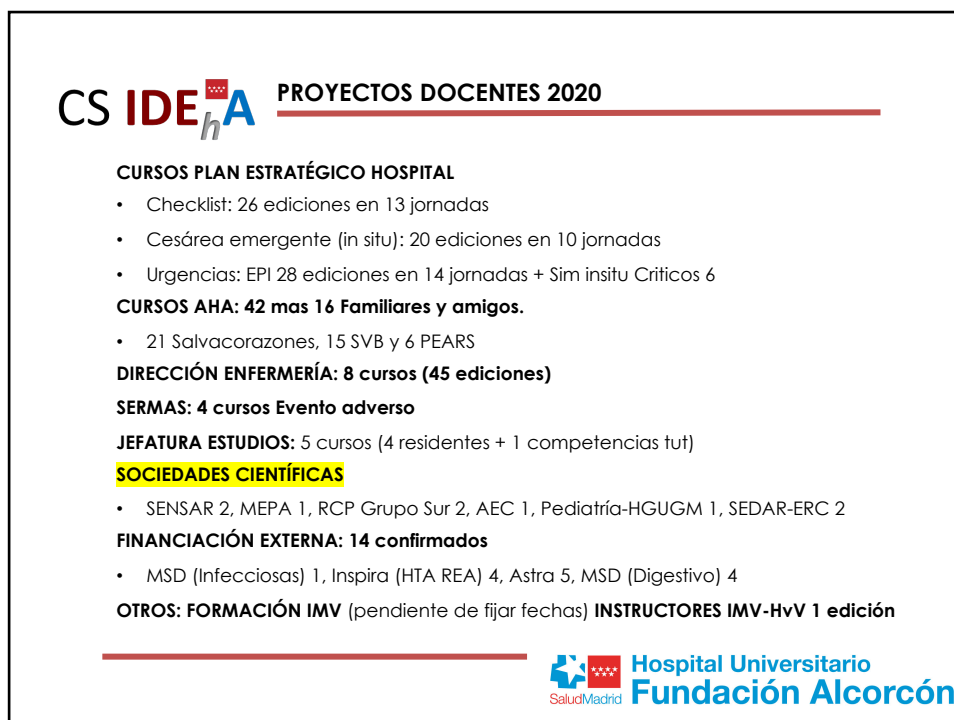 CS IDEhA
PROYECTOS DOCENTES 2020
CURSOS PLAN ESTRATÉGICO HOSPITAL
• Checklist: 26 ediciones en 13 jornadas
• Cesárea emergente (in situ): 20 ediciones en 10 jornadas
• Urgencias: EPI 28 ediciones en 14 jornadas + Sim insitu Criticos 6
CURSOS AHA: 42 mas 16 Familiares y amigos.
• 21 Salvacorazones, 15 SVB y 6 PEARS
DIRECCIÓN ENFERMERÍA: 8 cursos (45 ediciones)
SERMAS: 4 cursos Evento adverso
JEFATURA ESTUDIOS: 5 cursos (4 residentes + 1 competencias tut)
SOCIEDADES CIENTÍFICAS
• SENSAR 2, MEPA 1, RCP Grupo Sur 2, AEC 1, Pediatría-HGUGM 1, SEDAR-ERC 2
FINANCIACIÓN EXTERNA: 14 confirmados
• MSD (Infecciosas) 1, Inspira (HTA REA) 4, Astra 5, MSD (Digestivo) 4
OTROS: FORMACIÓN IMV (pendiente de fijar fechas) INSTRUCTORES IMV-HvV 1 edición
SaludMadrid
Hospital Universitario
Fundación Alcorcón